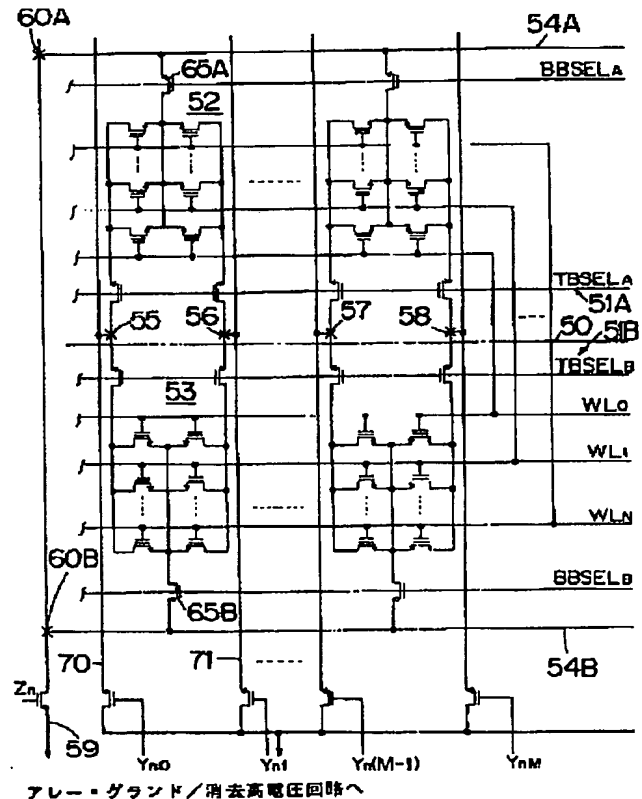 60A
54A
65A
BBSELA
52
TBSELA
51A
55
56
57
58
50
51B
TBSELB
53
WL0
WL1
WLN
60B
BBSELB
65B
70
71
54B
Zn
59
Yn0
Yn1
Yn(M-1)
YnM
アレー・グランド/消去高電圧回路へ